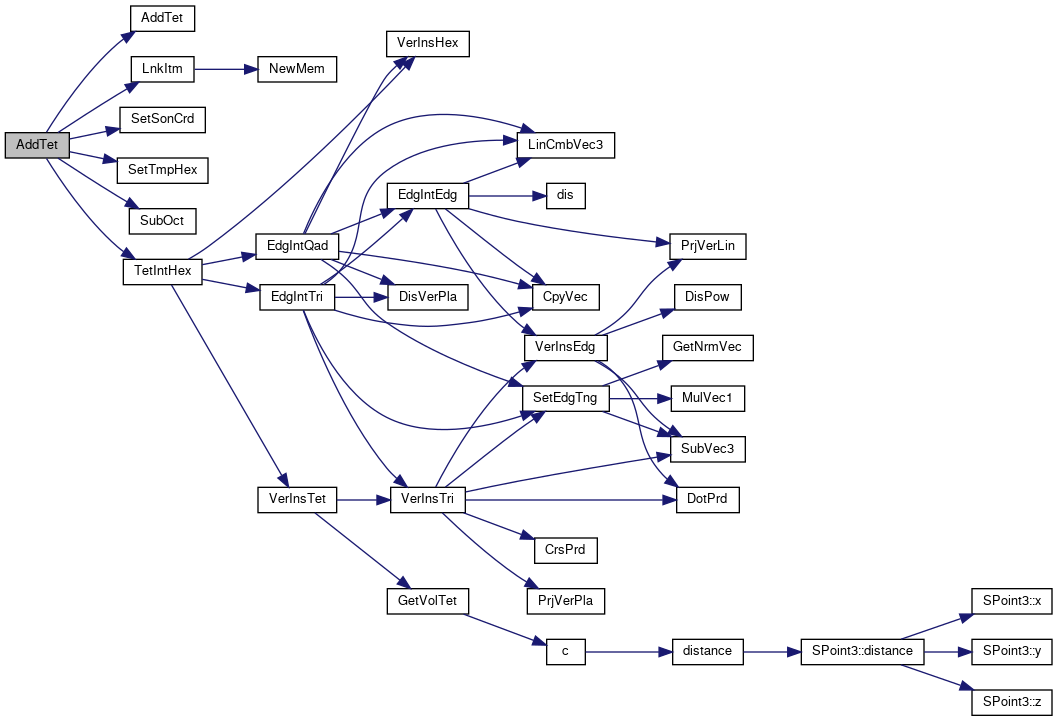 AddTet
VerInsHex
LnkItm
NewMem
SetSonCrd
AddTet
LinCmbVec3
SetTmpHex
EdgIntEdg
dis
SubOct
EdgIntQad
PrjVerLin
TetIntHex
EdgIntTri
DisVerPla
CpyVec
DisPow
VerInsEdg
GetNrmVec
SetEdgTng
MulVec1
SubVec3
VerInsTet
VerInsTri
DotPrd
CrsPrd
GetVolTet
PrjVerPla
SPoint3::x
c
distance
SPoint3::distance
SPoint3::y
SPoint3::z